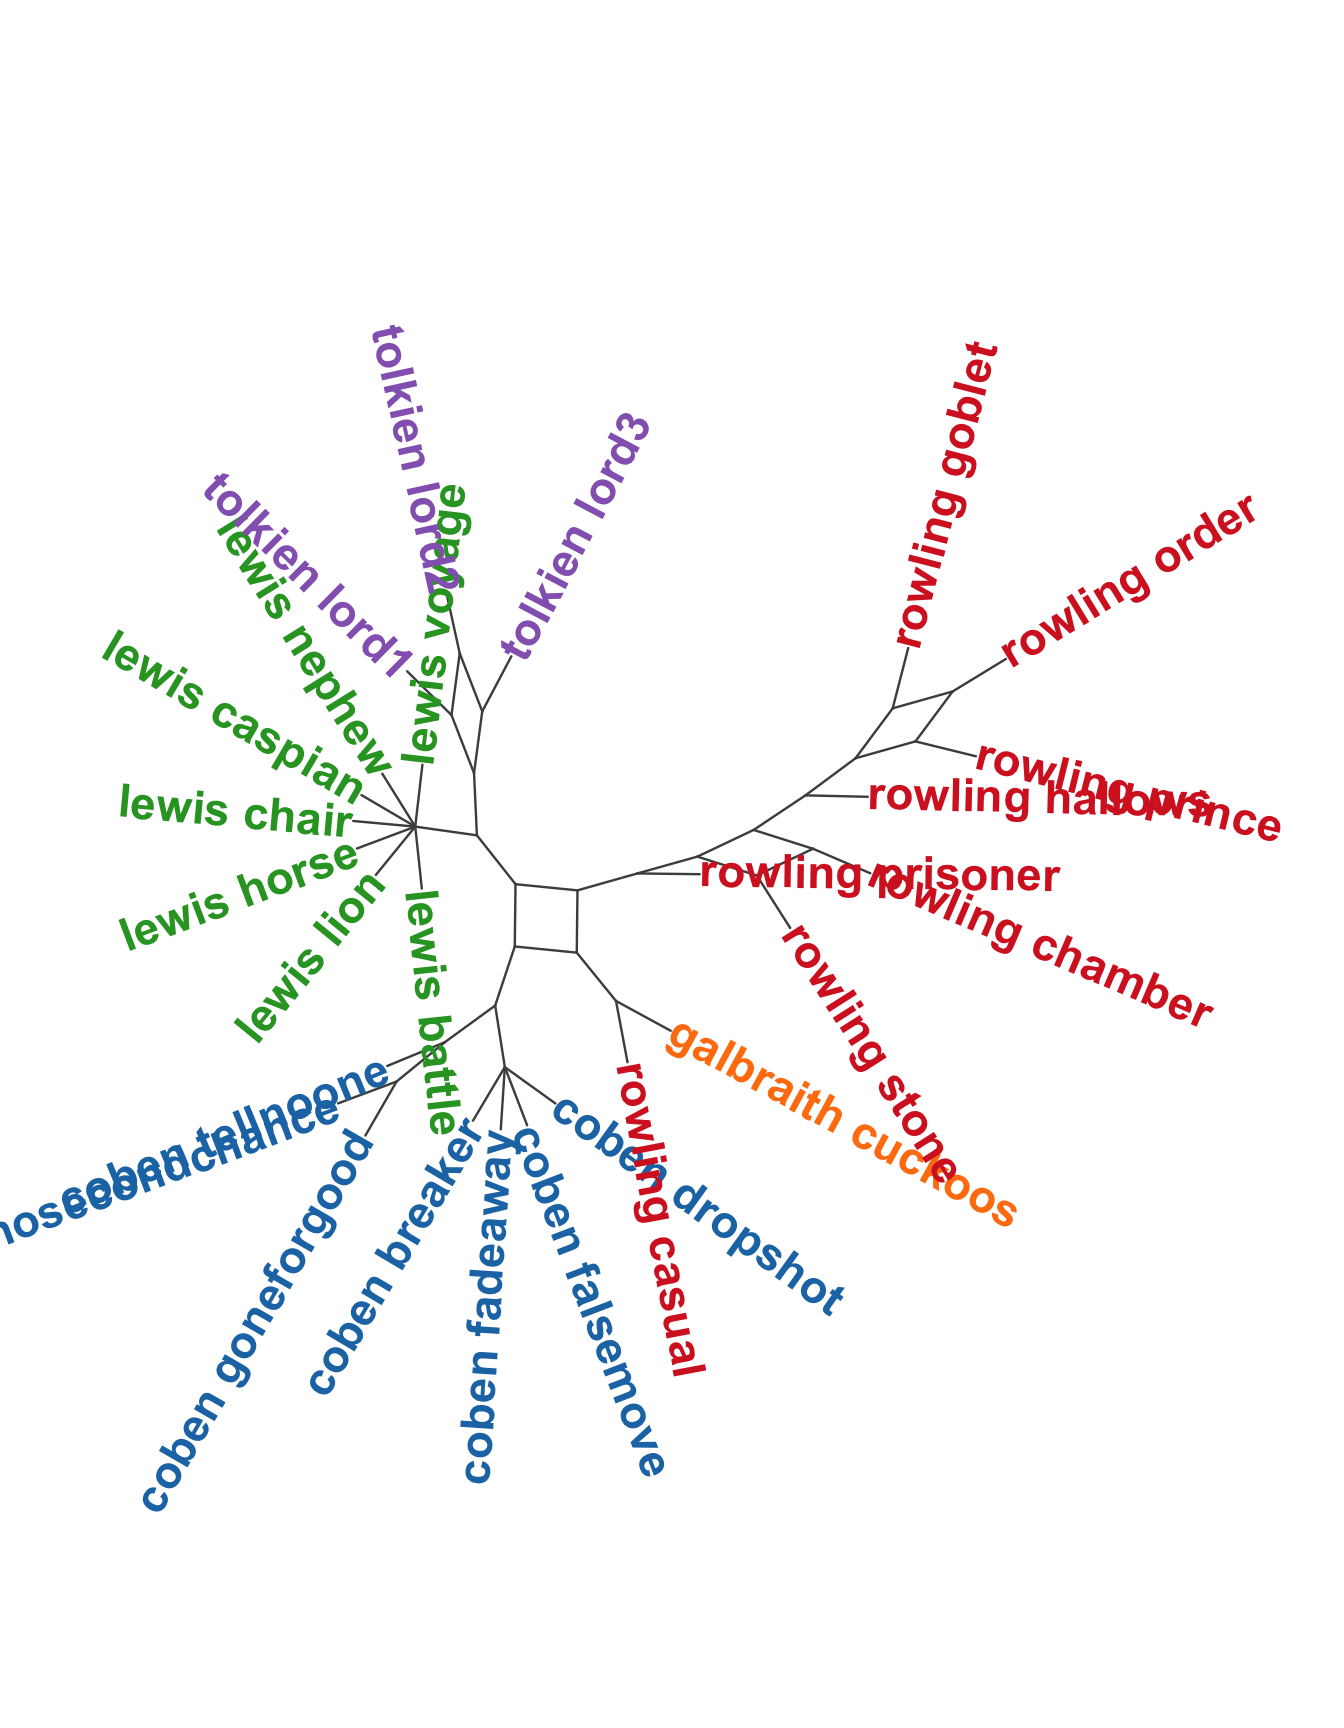 tolkien lord2
rowling goblet
tolkien lord3
tolkien lord1
lewis voyage
rowling order
lewis nephew
lewis caspian
rowling prince
rowling hallows
lewis chair
lewis horse
rowling prisoner
rowling chamber
lewis lion
lewis battle
rowling stone
galbraith cuckoos
coben tellnoone
nosecondchance
coben goneforgood
coben breaker
coben fadeaway
coben falsemove
coben dropshot
rowling casual